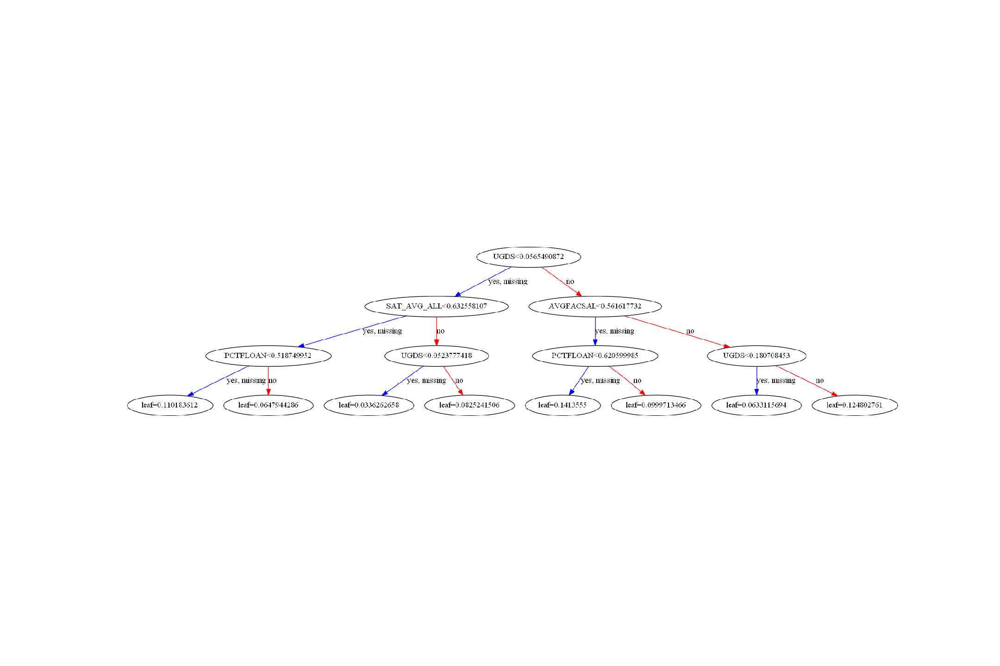 UGDS<0.0565490872
yes, missing
no
SAT_AVG_ALL<0.632558107
AVGFACSAL<0.561617732
yes, missing
no
yes, missing
no
PCTFLOAN<0.518749952
UGDS<0.0523777418
PCTFLOAN<0.620599985
UGDS<0.180708453
yes, missing
no
yes, missing
no
yes, missing
no
yes, missing
no
leaf=0.110183612
leaf=0.0647944286
leaf=0.0336262658
leaf=0.0825241506
leaf=0.1413555
leaf=0.0999713466
leaf=0.0633115694
leaf=0.124802761